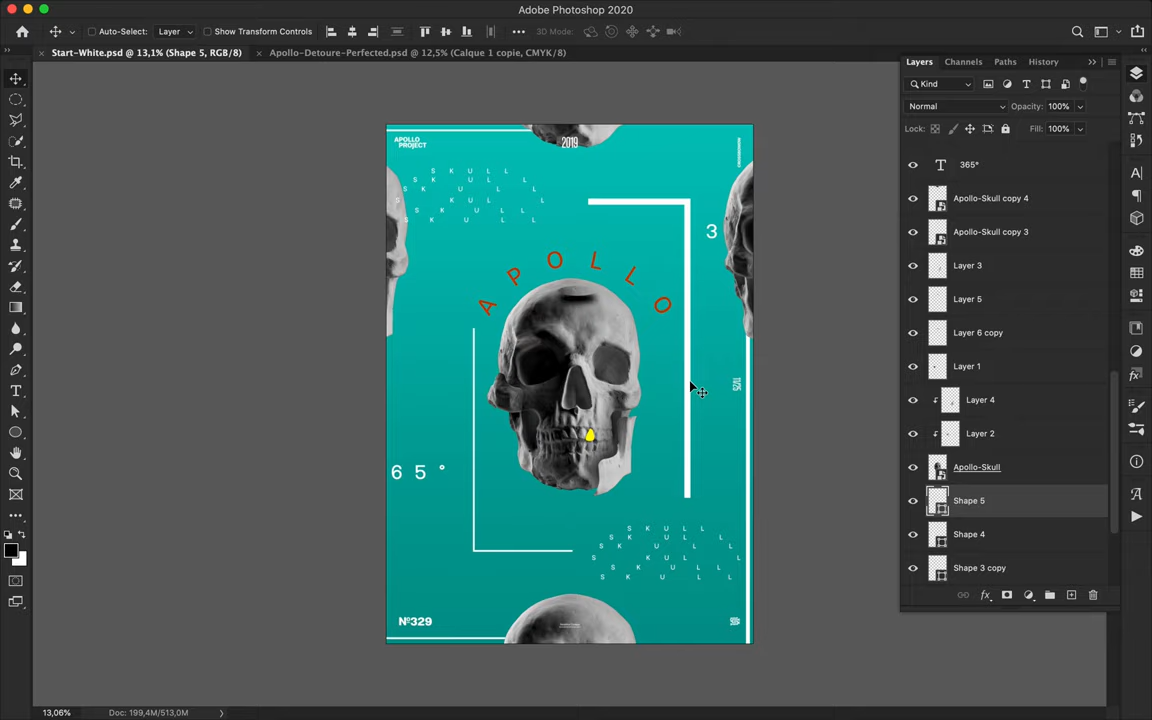 Adobe Photoshop 2020
Auto-Select: Layer Show Transform Controls 3D Mode:
Start-White.psd @ 13,1% (Shape 5, RGB/8) Apollo-Detoure-Perfected.psd @ 12,5% (Calque 1 copie, CMYK/8)
Layers Channels Paths History
Kind
Normal Opacity: 100%
Lock: Fill: 100%
365°
Apollo-Skull copy 4
Apollo-Skull copy 3
Layer 3
Layer 5
Layer 6 copy
Layer 1
Layer 4
Layer 2
Apollo-Skull
Shape 5
Shape 4
Shape 3 copy
APOLLO
PROJECT
2019
S K U L L
S K U L L
S K U L L
S K U L L
S K U L L
S K U L L
3
A P O L L O
11/25
6 5 °
S K U L L
S K U L L
S K U L L
S K U L L
S K U L L
S K U L L
Nº329
13,06% Doc: 199,4M/513,0M